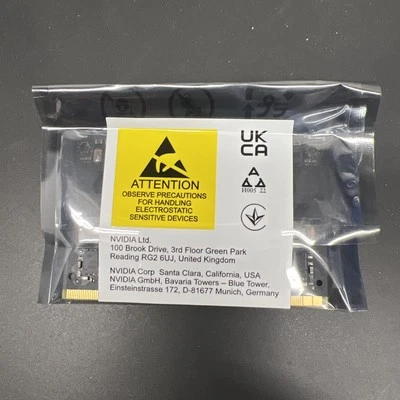 ATTENTION
OBSERVE PRECAUTIONS
FOR HANDLING
ELECTROSTATIC
SENSITIVE DEVICES
UK
CA
A
H005 22
NVIDIA Ltd.
100 Brook Drive, 3rd Floor Green Park
Reading RG2 6UJ, United Kingdom
NVIDIA Corp Santa Clara, California, USA
NVIDIA GmbH, Bavaria Towers – Blue Tower,
Einsteinstrasse 172, D-81677 Munich, Germany